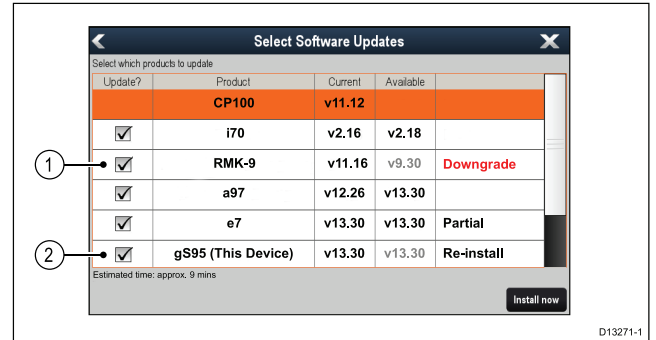 Select Software Updates
Select which products to update
Update? Product Current Available
CP100 v11.12
i70 v2.16 v2.18
1 RMK-9 v11.16 v9.30 Downgrade
a97 v12.26 v13.30
e7 v13.30 v13.30 Partial
2 gS95 (This Device) v13.30 v13.30 Re-install
Estimated time: approx. 9 mins
Install now
D13271-1